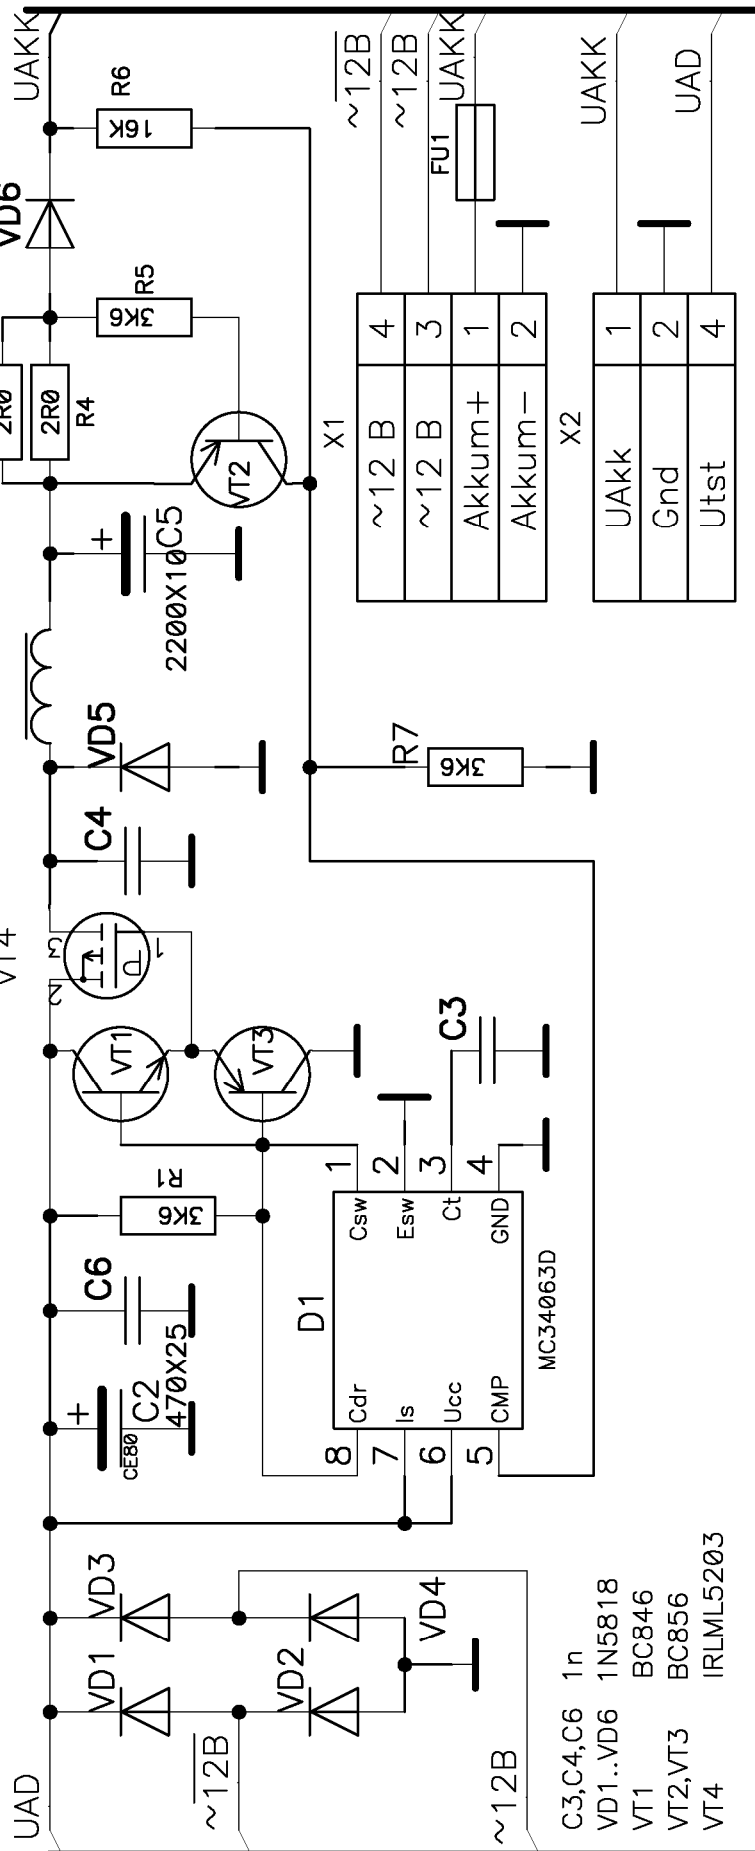 UAKK
R6
16K
VD6
R5
3K6
2R0
2R0
R4
VT2
+
C5
2200X10
VD5
C4
R7
3K6
VT4
3
2
1
VT1
VT3
C3
R1
3K6
C6
+
C2
470X25
CE80
D1
MC34063D
1
2
3
4
Csw
Esw
Ct
GND
Cdr
Is
Ucc
CMP
8
7
6
5
VD3
VD1
VD4
VD2
UAD
~12B
~12B
~12B
~12B
UAKK
FU1
X1
~12 B 4
~12 B 3
Akkum+ 1
Akkum- 2
UAKK
UAD
X2
UAkk 1
Gnd 2
Utst 4
C3,C4,C6 1n
VD1..VD6 1N5818
VT1 BC846
VT2,VT3 BC856
VT4 IRLML5203